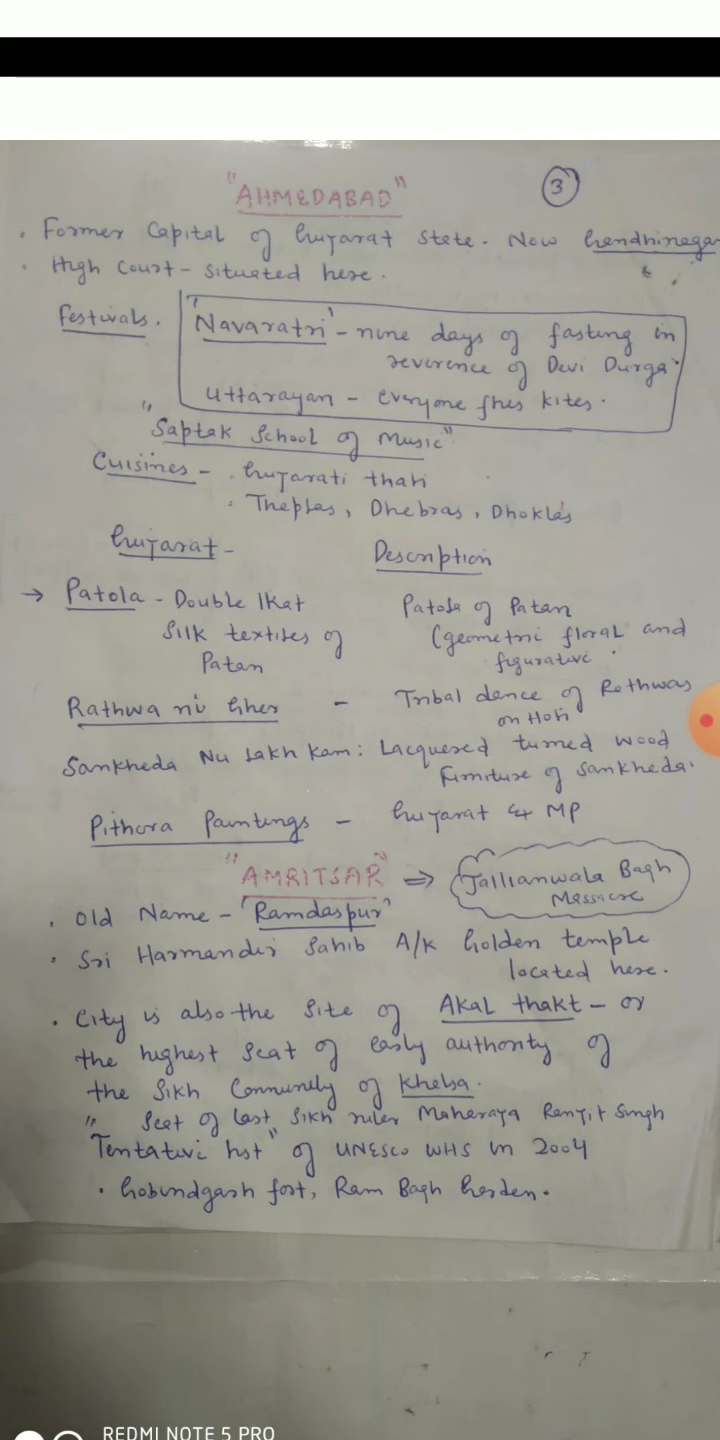 "AHMEDABAD" 3
. Former Capital of Gujarat State. Now Gandhinagar
. High Court - situated here.
Festivals. 'Navaratri' - nine days of fasting in
reverence of Devi Durga.
Uttarayan - everyone flies kites.
"Saptak School of Music"
Cuisines - . Gujarati thali
. Theplas, Dhebras, Dhoklas
Gujarat - Description
→ Patola - Double Ikat Patola of Patan
Silk textiles of (geometric floral and
Patan figurative
Rathwa ni Gher - Tribal dance of Rathwas
on Holi
Sankheda Nu Lakh Kam: Lacquered turned wood
Furniture of Sankheda.
Pithora Paintings - Gujarat & MP
"AMRITSAR" ⇒ Jallianwala Bagh
Massacre
. Old Name - 'Ramdaspur'
. Sri Harmandir Sahib A/k Golden temple
located here.
. City is also the Site of Akal thakt - or
the highest Seat of early authority of
the Sikh Community of Khalsa.
" Seat of Last Sikh ruler Maharaja Ranjit Singh
Tentative list" of UNESCO WHS in 2004
. Gobindgarh fort, Ram Bagh Garden.
REDMI NOTE 5 PRO